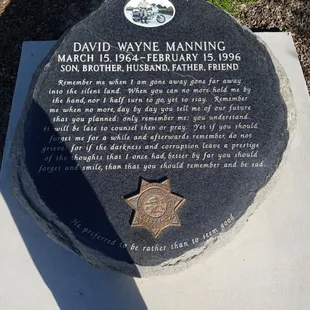 DAVID WAYNE MANNING
MARCH 15, 1964-FEBRUARY 15, 1996
SON, BROTHER, HUSBAND, FATHER, FRIEND
Remember me when I am gone away gone far away
into the silent land. When you can no more hold me by
the hand, nor I half turn to go, yet to stay. Remember
me when no more, day by day you tell me of our future
that you planned: only remember me; you understand.
It will be late to counsel then or pray. Yet if you should
forget me for a while and afterwards remember, do not
grieve, for if the darkness and corruption leave a prestige
of the thoughts, that I once had, better by far you should
forget and smile, than that you should remember and be sad.
He preferred to be rather than to seem good